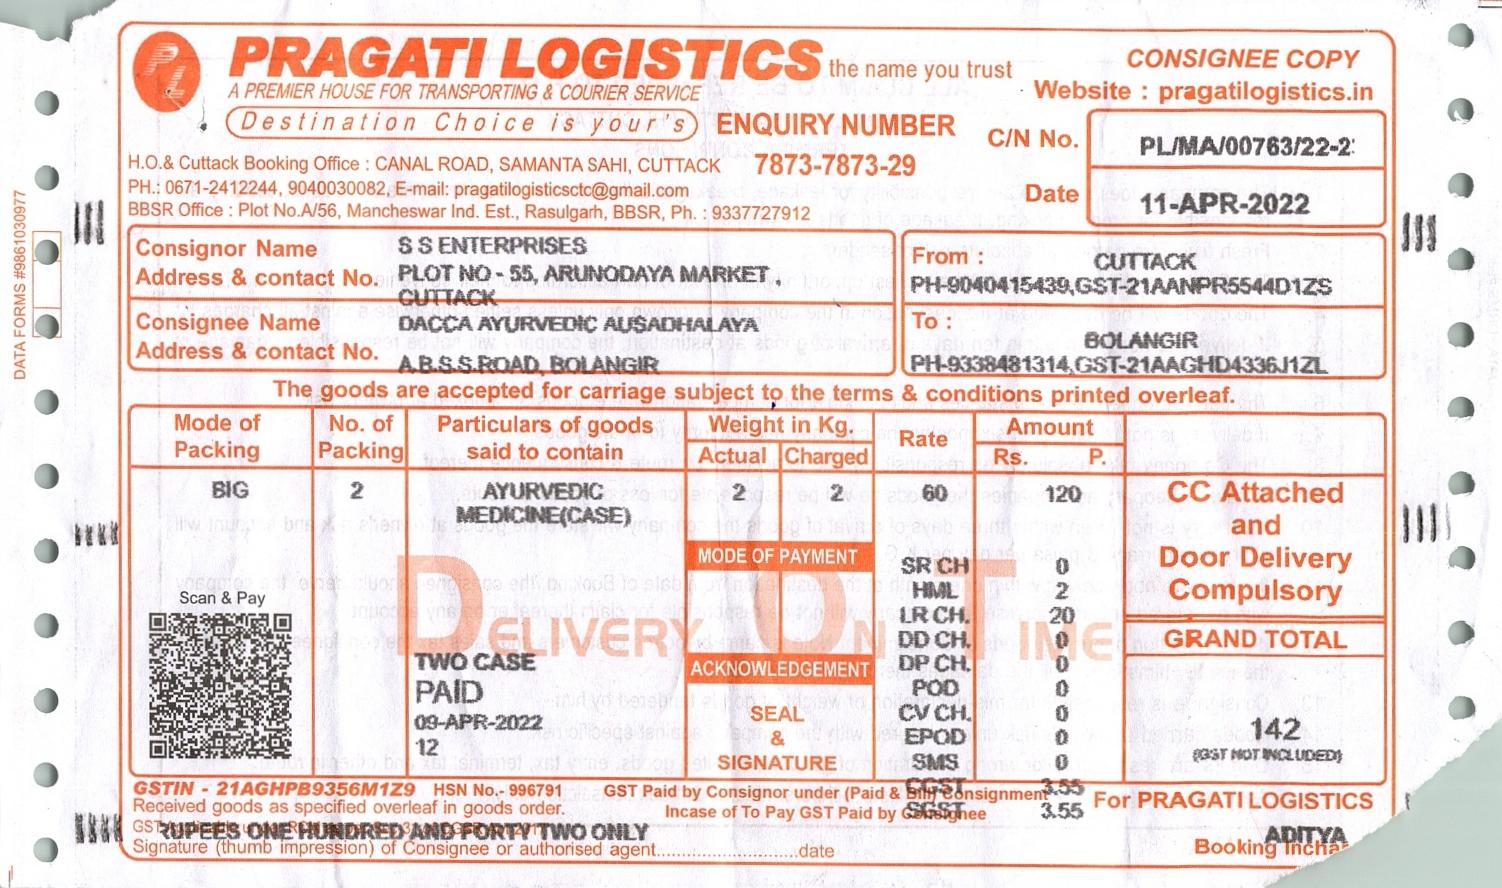 PRAGATI LOGISTICS the name you trust
A PREMIER HOUSE FOR TRANSPORTING & COURIER SERVICE
Destination Choice is your's
CONSIGNEE COPY
Website : pragatilogistics.in
ENQUIRY NUMBER
7873-7873-29
C/N No. PL/MA/00763/22-2
Date 11-APR-2022
H.O.& Cuttack Booking Office : CANAL ROAD, SAMANTA SAHI, CUTTACK
PH.: 0671-2412244, 9040030082, E-mail: pragatilogisticsctc@gmail.com
BBSR Office : Plot No.A/56, Mancheswar Ind. Est., Rasulgarh, BBSR, Ph. : 9337727912
DATA FORMS #9861030977
Consignor Name S S ENTERPRISES
Address & contact No. PLOT NO - 55, ARUNODAYA MARKET,
CUTTACK
From : CUTTACK
PH-9040415439,GST-21AANPR5544D1ZS
Consignee Name DACCA AYURVEDIC AUSADHALAYA
Address & contact No. A.B.S.S.ROAD, BOLANGIR
To : BOLANGIR
PH-9338481314,GST-21AAGHD4336J1ZL
The goods are accepted for carriage subject to the terms & conditions printed overleaf.
Mode of Packing
No. of Packing
Particulars of goods said to contain
Weight in Kg.
Actual Charged
Rate
Amount
Rs. P.
BIG 2 AYURVEDIC 2 2 60 120
MEDICINE(CASE)
CC Attached
and
Door Delivery
Compulsory
MODE OF PAYMENT
SR CH 0
HML 2
LR CH. 20
DD CH. 0
DP CH. 0
POD 0
CV CH. 0
EPOD 0
SMS 0
CGST 3.55
SGST 3.55
Scan & Pay
DELIVERY ON TIME
TWO CASE
PAID
09-APR-2022
12
ACKNOWLEDGEMENT
SEAL
&
SIGNATURE
GRAND TOTAL
142
(GST NOT INCLUDED)
GSTIN - 21AGHPB9356M1Z9 HSN No.- 996791
GST Paid by Consignor under (Paid & Bill) Consignment
Incase of To Pay GST Paid by Consignee
For PRAGATI LOGISTICS
Received goods as specified overleaf in goods order.
RUPEES ONE HUNDRED AND FORTY TWO ONLY
ADITYA
Signature (thumb impression) of Consignee or authorised agent..............................date
Booking Incha